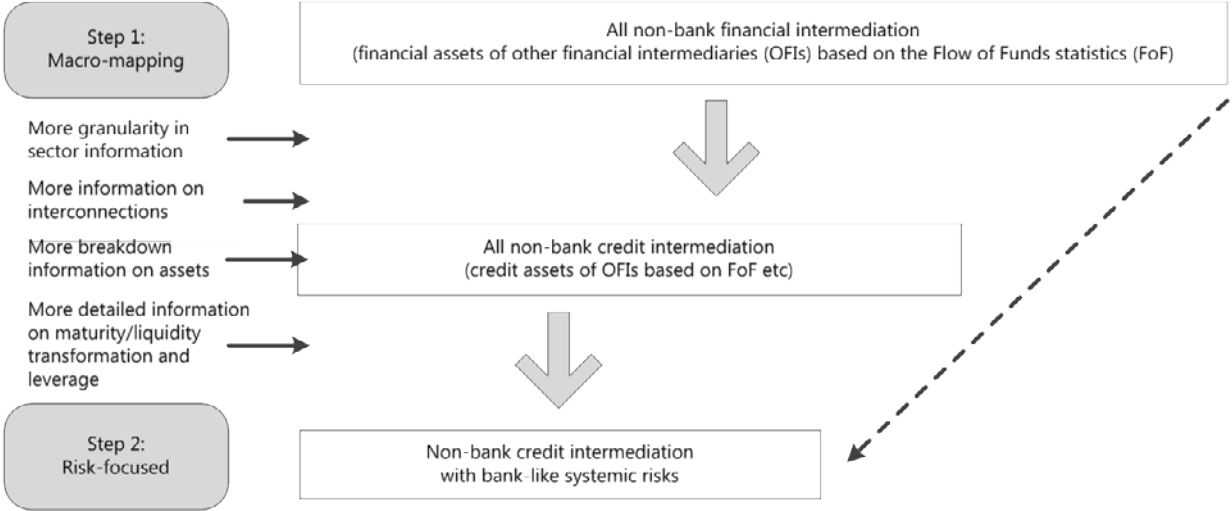 Step 1:
Macro-mapping
All non-bank financial intermediation
(financial assets of other financial intermediaries (OFIs) based on the Flow of Funds statistics (FoF)
More granularity in
sector information
More information on
interconnections
More breakdown
information on assets
All non-bank credit intermediation
(credit assets of OFIs based on FoF etc)
More detailed information
on maturity/liquidity
transformation and
leverage
Step 2:
Risk-focused
Non-bank credit intermediation
with bank-like systemic risks